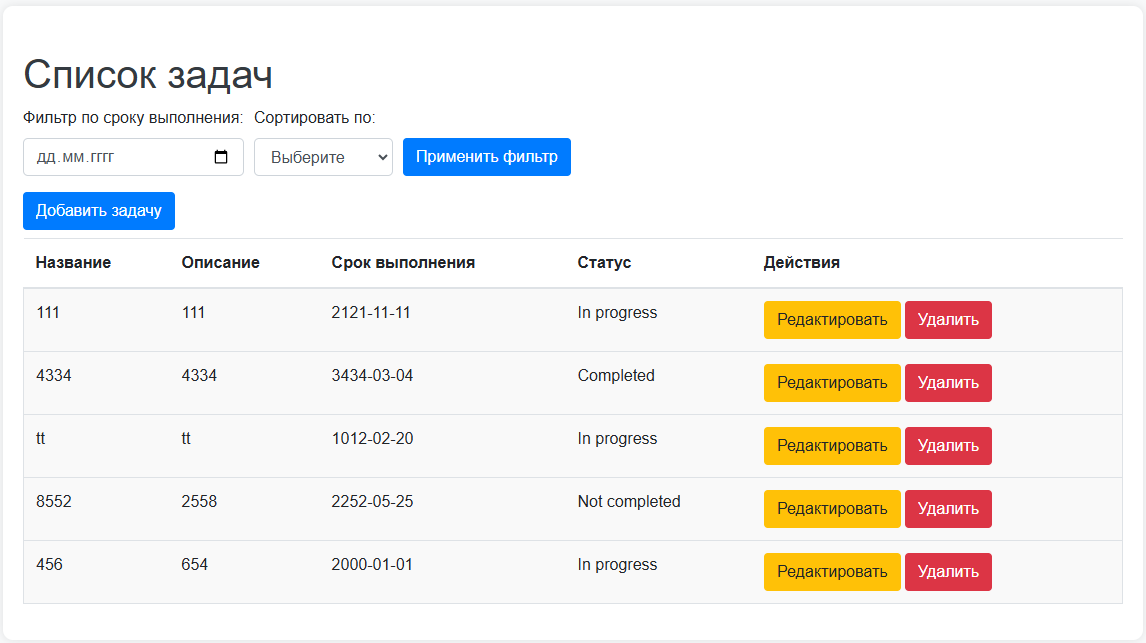 Список задач
Фильтр по сроку выполнения: Сортировать по:
дд.мм.гггг Выберите Применить фильтр
Добавить задачу
Название Описание Срок выполнения Статус Действия
111 111 2121-11-11 In progress Редактировать Удалить
4334 4334 3434-03-04 Completed Редактировать Удалить
tt tt 1012-02-20 In progress Редактировать Удалить
8552 2558 2252-05-25 Not completed Редактировать Удалить
456 654 2000-01-01 In progress Редактировать Удалить